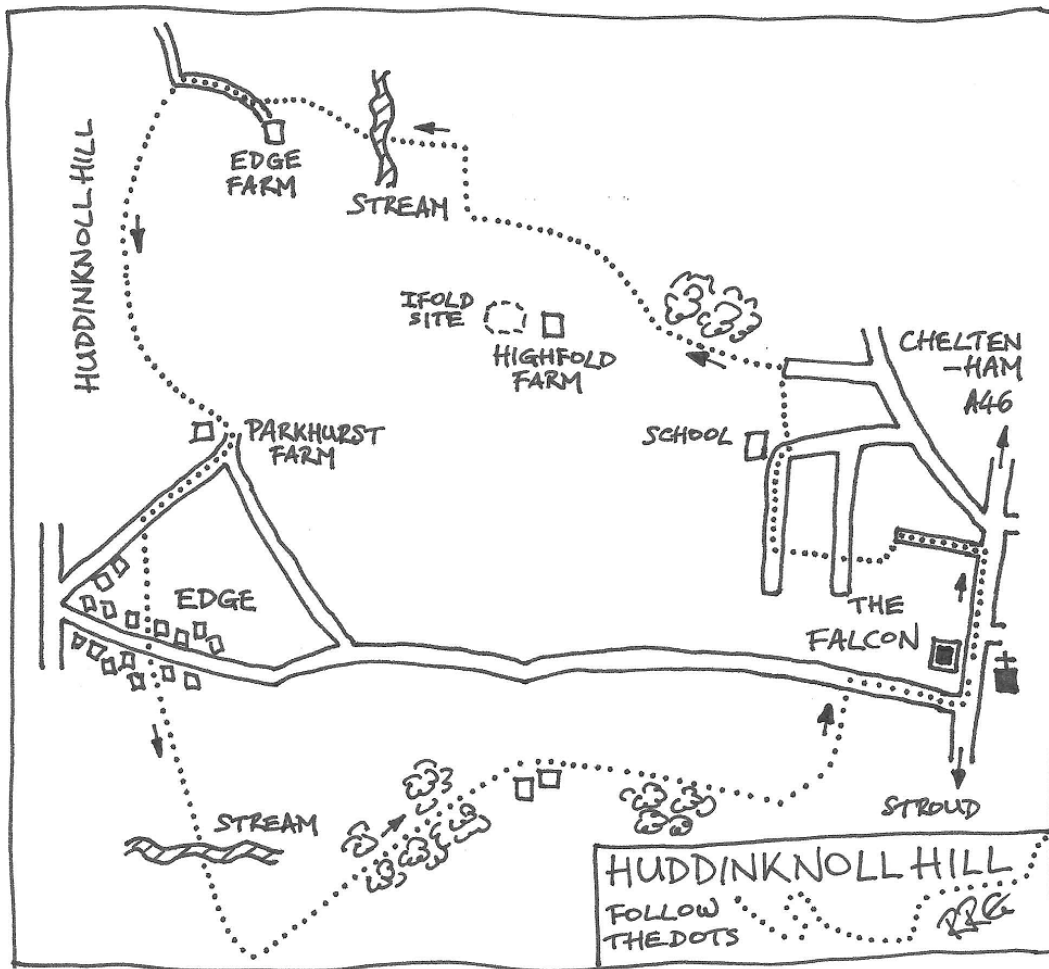 HUDDINKNOLL HILL
EDGE
FARM
STREAM
IFOLD
SITE
HIGHFOLD
FARM
CHELTEN
-HAM
A46
SCHOOL
PARKHURST
FARM
EDGE
THE
FALCON
STREAM
STROUD
HUDDINKNOLL HILL
FOLLOW
THE DOTS